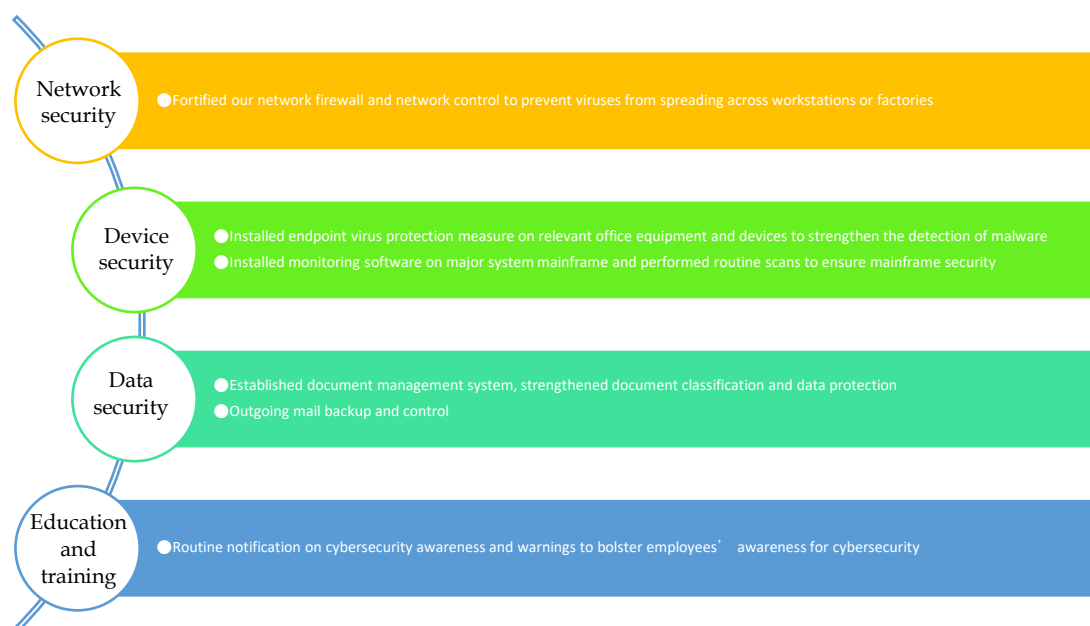 Network
security
●Fortified our network firewall and network control to prevent viruses from spreading across workstations or factories
Device
security
●Installed endpoint virus protection measure on relevant office equipment and devices to strengthen the detection of malware
●Installed monitoring software on major system mainframe and performed routine scans to ensure mainframe security
Data
security
●Established document management system, strengthened document classification and data protection
●Outgoing mail backup and control
Education
and
training
●Routine notification on cybersecurity awareness and warnings to bolster employees’ awareness for cybersecurity